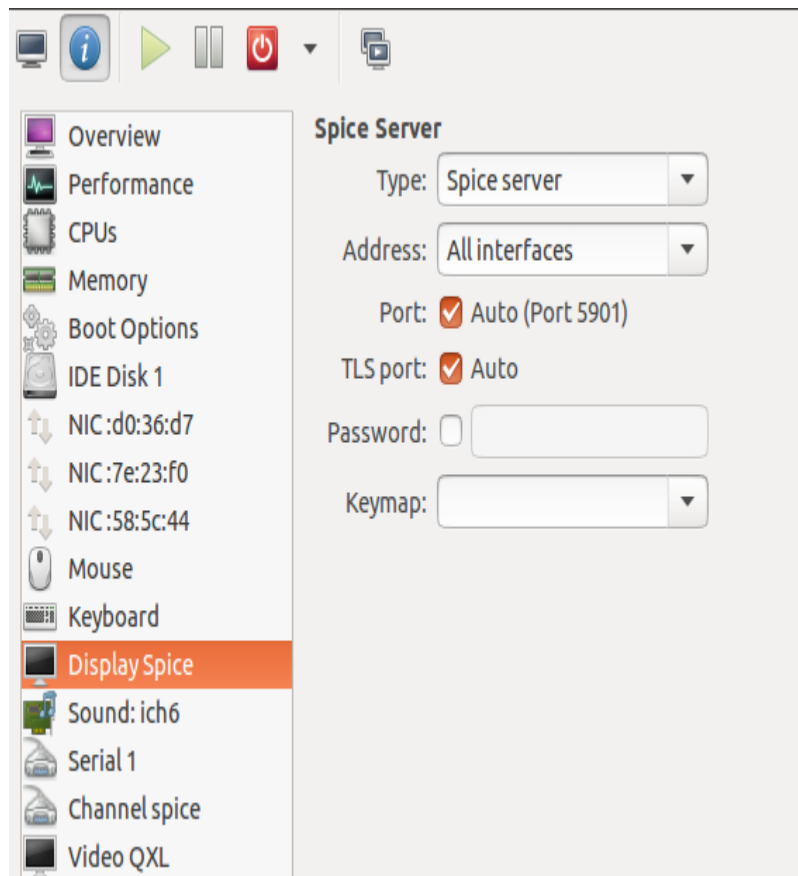 Overview
Performance
CPUs
Memory
Boot Options
IDE Disk 1
NIC :d0:36:d7
NIC :7e:23:f0
NIC :58:5c:44
Mouse
Keyboard
Display Spice
Sound: ich6
Serial 1
Channel spice
Video QXL
Spice Server
Type: Spice server
Address: All interfaces
Port: Auto (Port 5901)
TLS port: Auto
Password:
Keymap: